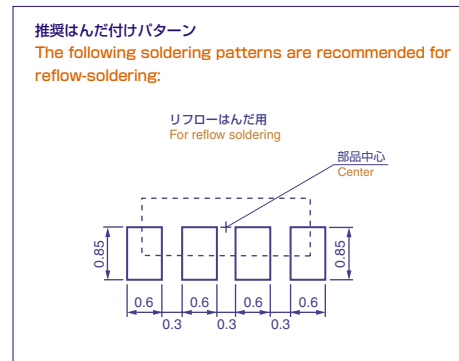 推奨はんだ付けパターン
The following soldering patterns are recommended for
reflow-soldering:
リフローはんだ用
For reflow soldering
部品中心
Center
0.85
0.85
0.6
0.6
0.6
0.6
0.3
0.3
0.3